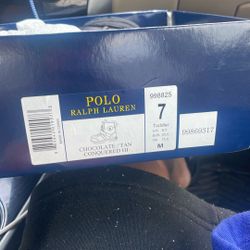 POLO
RALPH LAUREN
CHOCOLATE/TAN
CONQUERED III
998825
7
Toddler
M
99869317